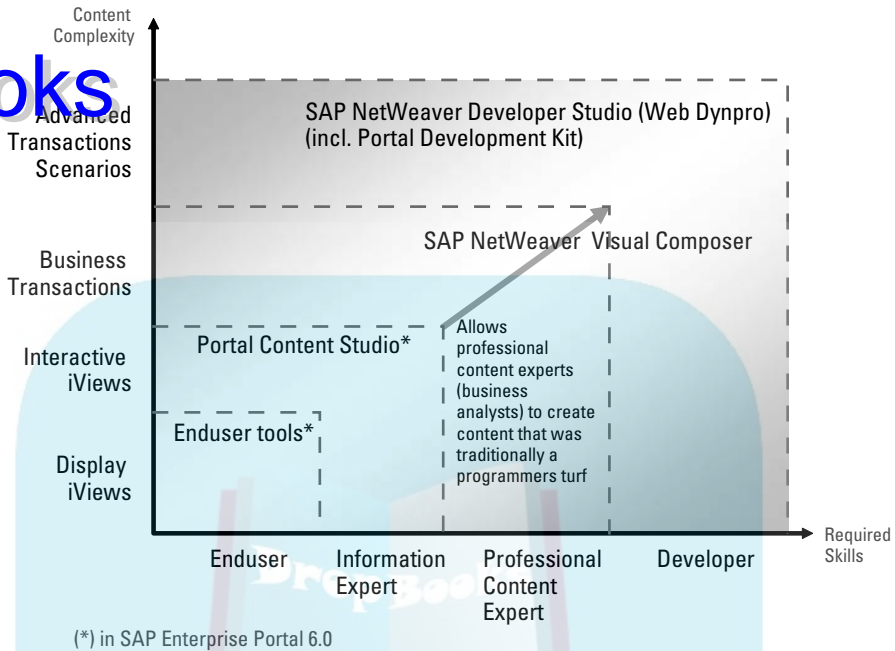 Content
Complexity
oks
Advanced
Transactions
Scenarios
SAP NetWeaver Developer Studio (Web Dynpro)
(incl. Portal Development Kit)
SAP NetWeaver Visual Composer
Business
Transactions
Portal Content Studio*
Allows
professional
content experts
(business
analysts) to create
content that was
traditionally a
programmers turf
Interactive
iViews
Enduser tools*
Display
iViews
Required
Skills
Enduser
Information
Expert
Professional
Content
Expert
Developer
DropBoo
(*) in SAP Enterprise Portal 6.0